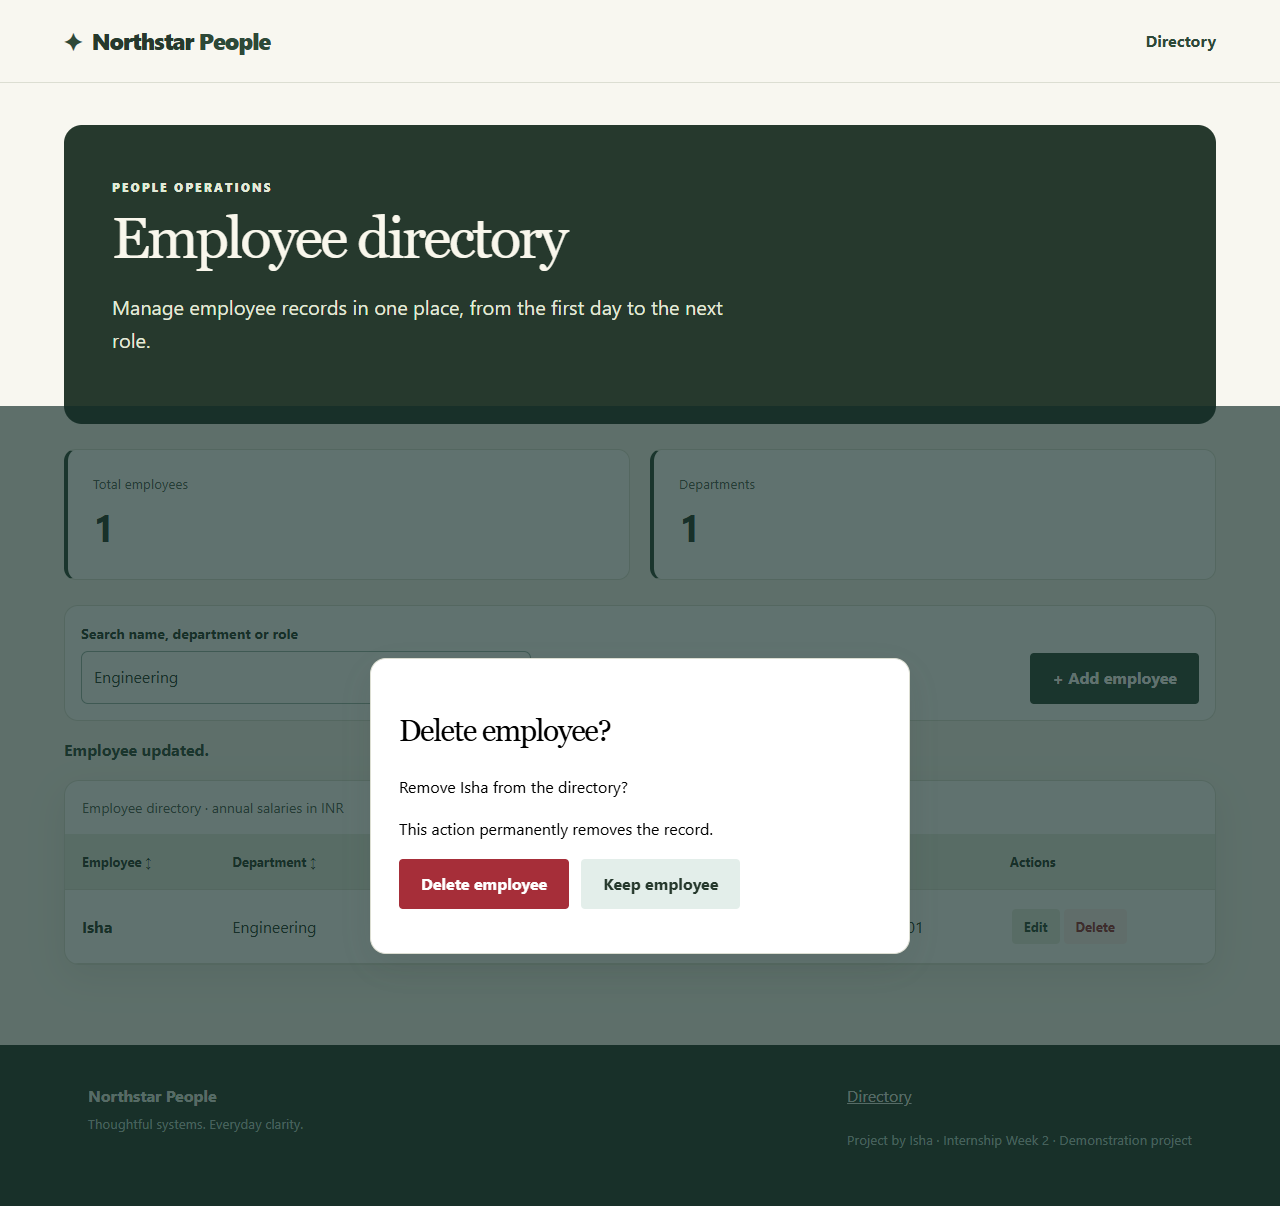 ✦ Northstar People
Directory
PEOPLE OPERATIONS
Employee directory
Manage employee records in one place, from the first day to the next
role.
Total employees
1
Departments
1
Search name, department or role
Engineering
+ Add employee
Employee updated.
Employee directory · annual salaries in INR
Employee ↕ Department ↕ Actions
Isha Engineering 01 Edit Delete
Delete employee?
Remove Isha from the directory?
This action permanently removes the record.
Delete employee Keep employee
Northstar People
Thoughtful systems. Everyday clarity.
Directory
Project by Isha · Internship Week 2 · Demonstration project